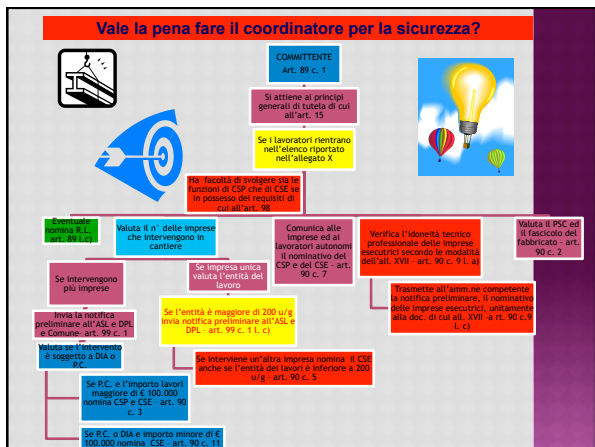 Vale la pena fare il coordinatore per la sicurezza?
COMMITTENTE
Art. 89 c. 1
Si attiene ai principi
generali di tutela di cui
all'art. 15
Se i lavoratori rientrano
nell'elenco riportato
nell'allegato X
Ha facoltà di svolgere sia le
funzioni di CSP che di CSE se
in possesso dei requisiti di
cui all'art. 98
Eventuale
nomina R.L.
art. 89 l.c)
Valuta il n° delle imprese
che intervengono in
cantiere
Comunica alle
imprese ed ai
lavoratori autonomi
il nominativo del
CSP e del CSE – art.
90 c. 7
Verifica l'idoneità tecnico
professionale delle imprese
esecutrici secondo le modalità
dell'all. XVII – art. 90 c. 9 l. a)
Valuta il PSC ed
il fascicolo del
fabbricato – art.
90 c. 2
Se intervengono
più imprese
Se impresa unica
valuta l'entità del
lavoro
Trasmette all'amm.ne competente
la notifica preliminare, il nominativo
delle imprese esecutrici, unitamente
alla doc. di cui all. XVII –a rt. 90 c.9
l. c)
Invia la notifica
preliminare all'ASL e DPL
e Comune– art. 99 c. 1
Se l'entità è maggiore di 200 u/g
invia notifica preliminare all'ASL e
DPL – art. 99 c. 1 l. c)
Valuta se l'intervento
è soggetto a DIA o
P.C.
Se interviene un'altra impresa nomina il CSE
anche se l'entità dei lavori è inferiore a 200
u/g – art. 90 c. 5
Se P.C. e l'importo lavori
maggiore di € 100.000
nomina CSP e CSE – art. 90
c. 3
Se P.C. o DIA e importo minore di €
100.000 nomina CSE – art. 90 c. 11